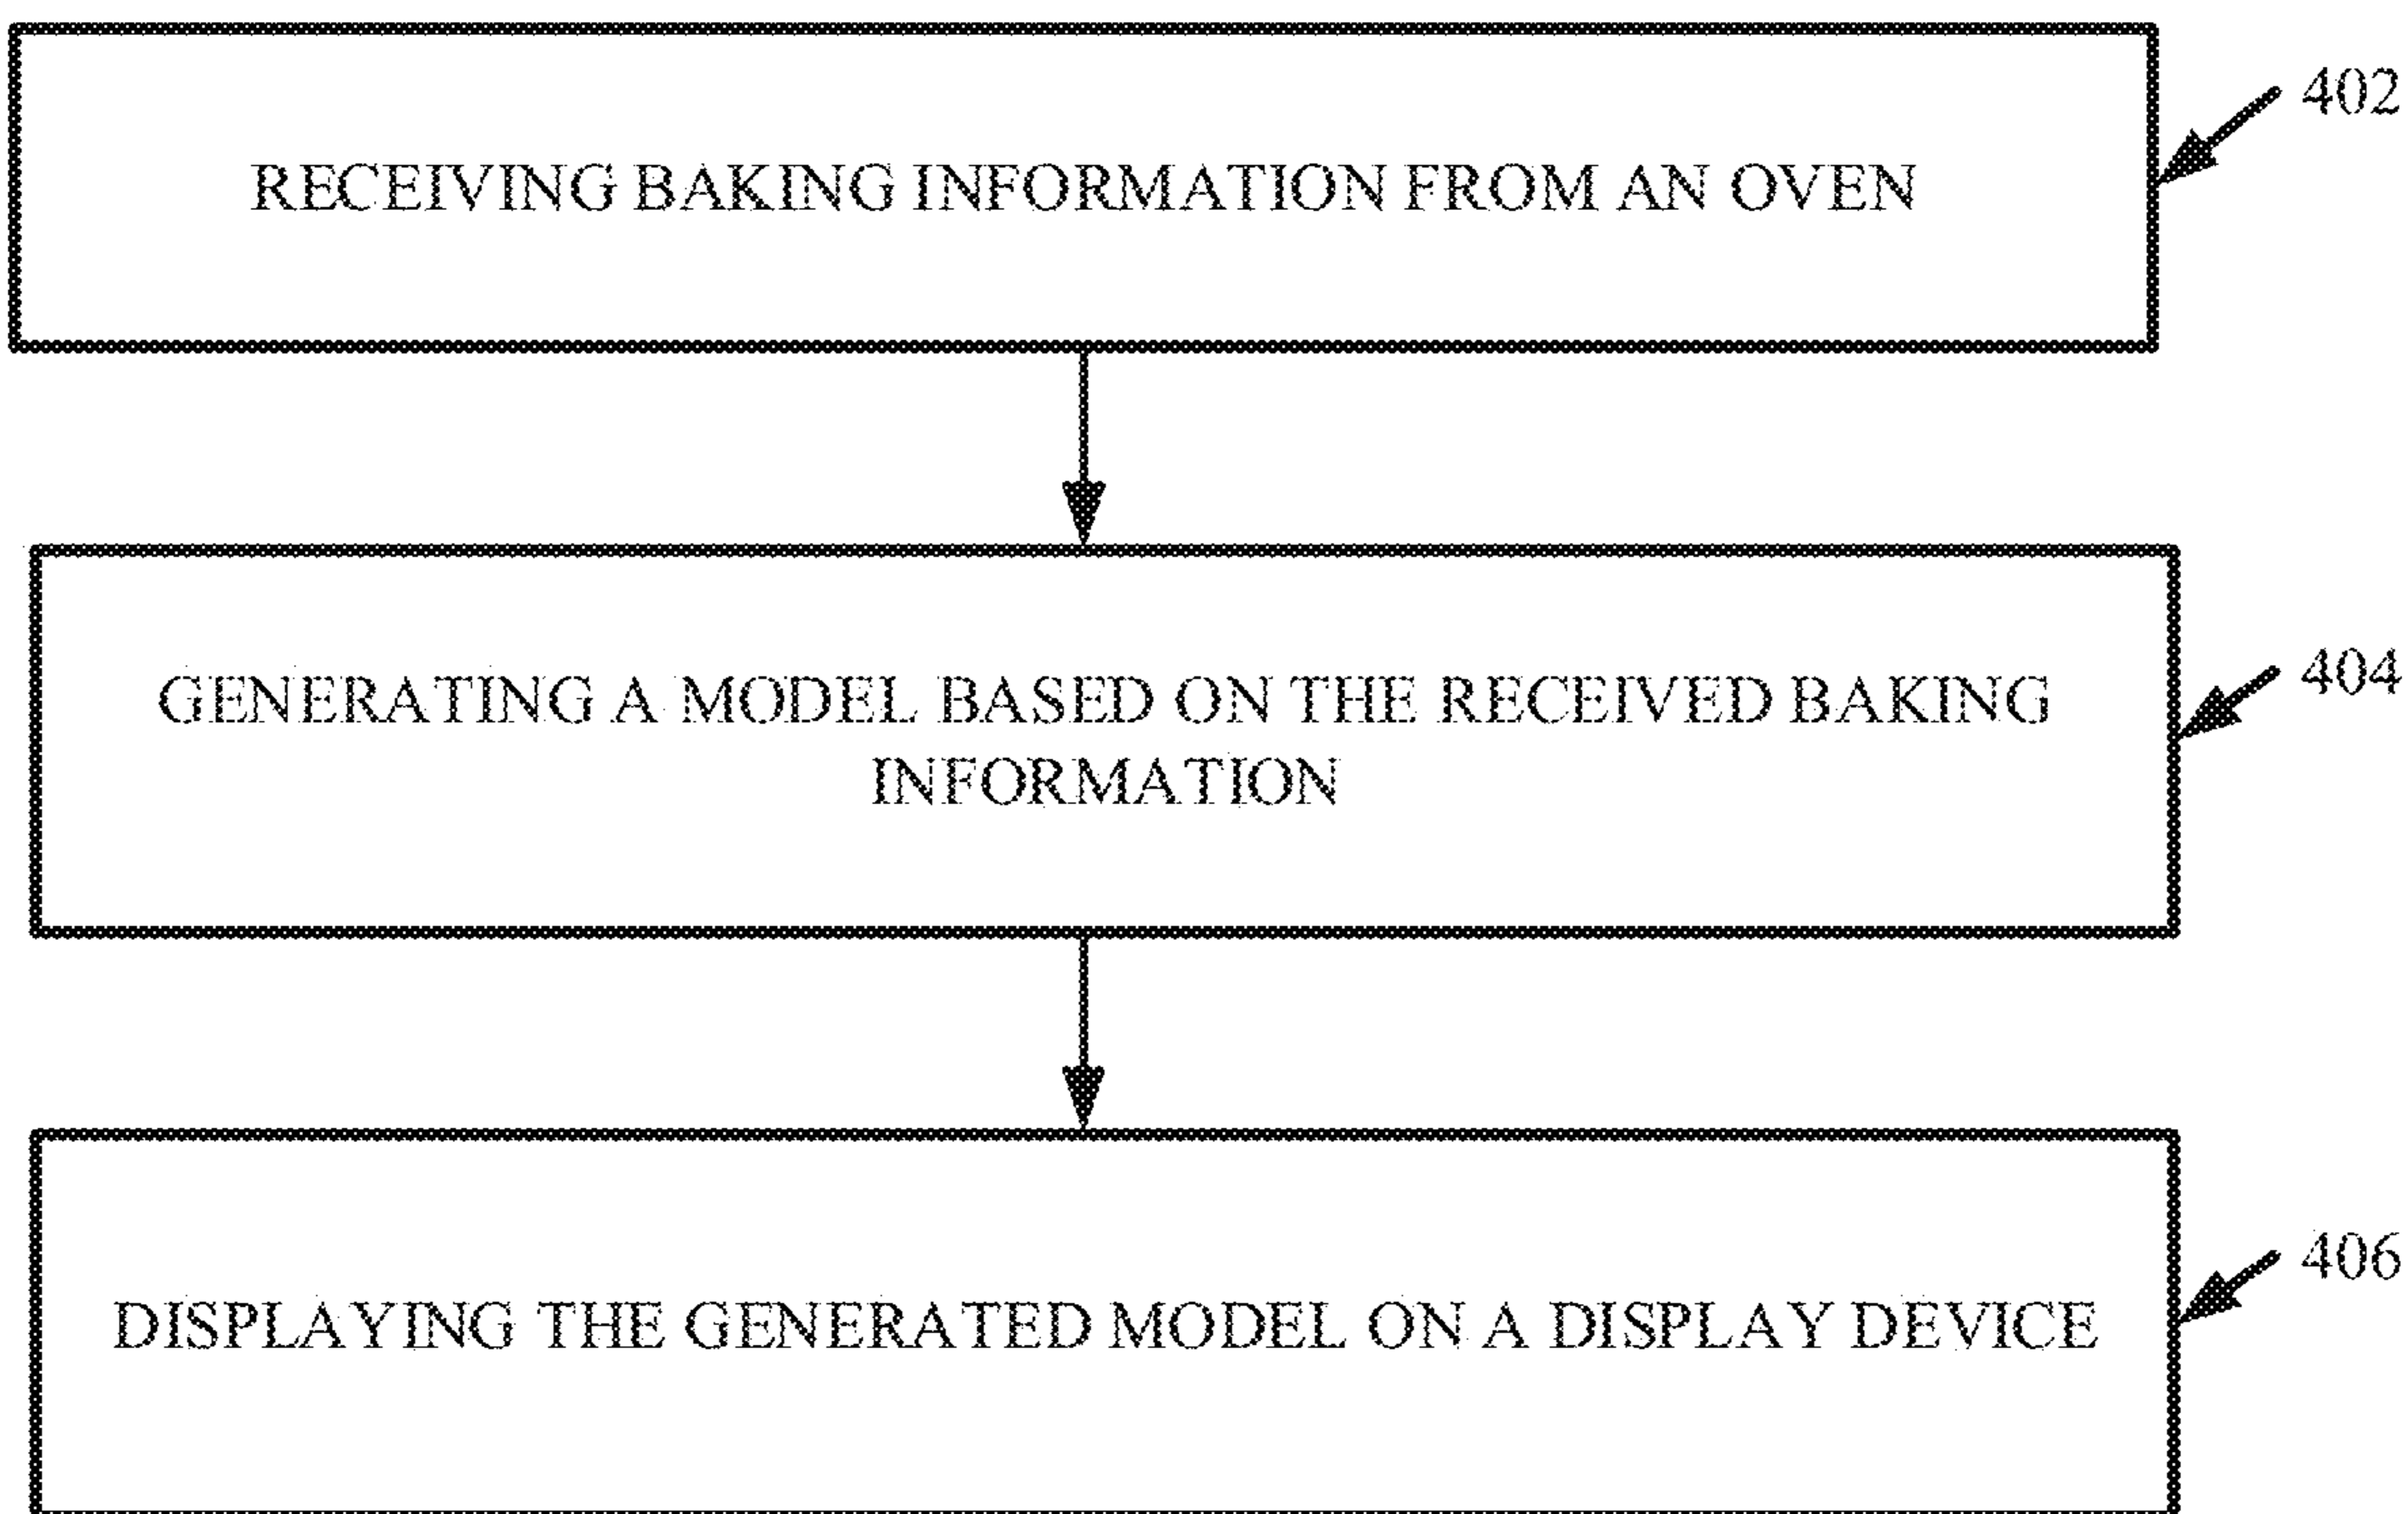 402
RECEIVING BAKING INFORMATION FROM AN OVEN
404
GENERATING A MODEL BASED ON THE RECEIVED BAKING
INFORMATION
406
DISPLAYING THE GENERATED MODEL ON A DISPLAY DEVICE